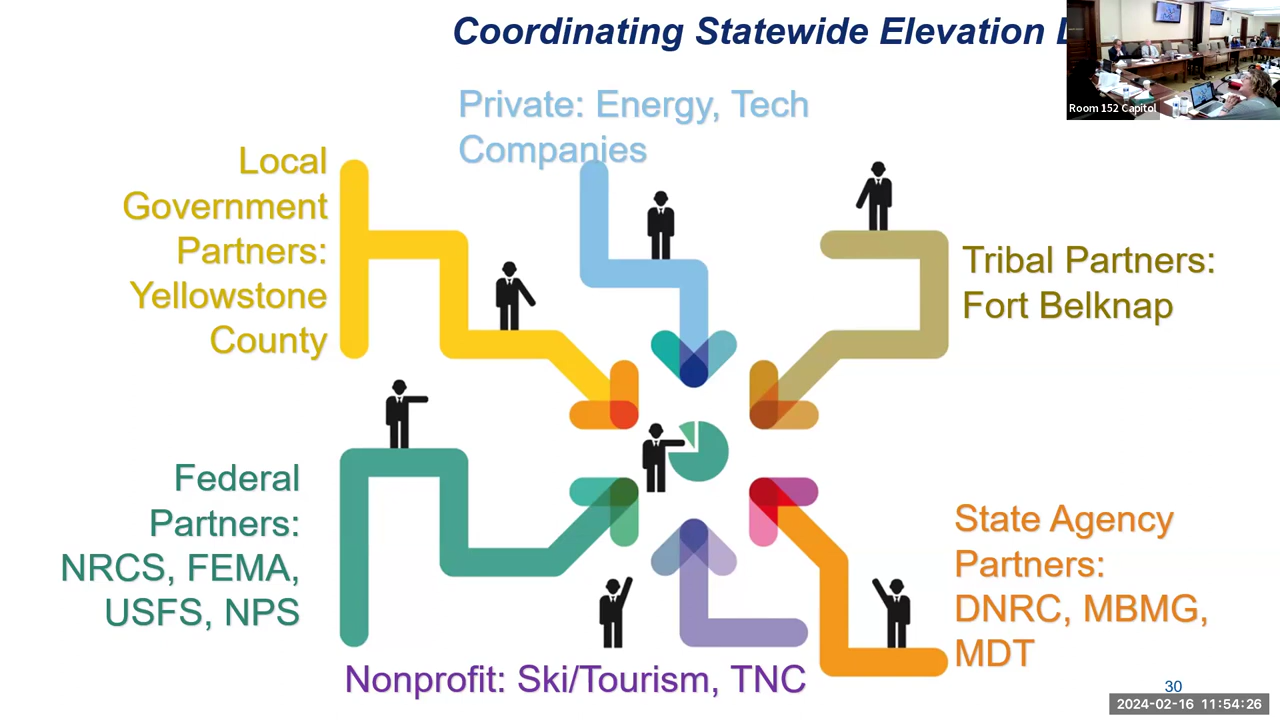 Coordinating Statewide Elevation
Room 152 Capitol
Private: Energy, Tech
Companies
Local
Government
Partners:
Yellowstone
County
Tribal Partners:
Fort Belknap
Federal
Partners:
NRCS, FEMA,
USFS, NPS
State Agency
Partners:
DNRC, MBMG,
MDT
Nonprofit: Ski/Tourism, TNC
30
2024-02-16 11:54:26